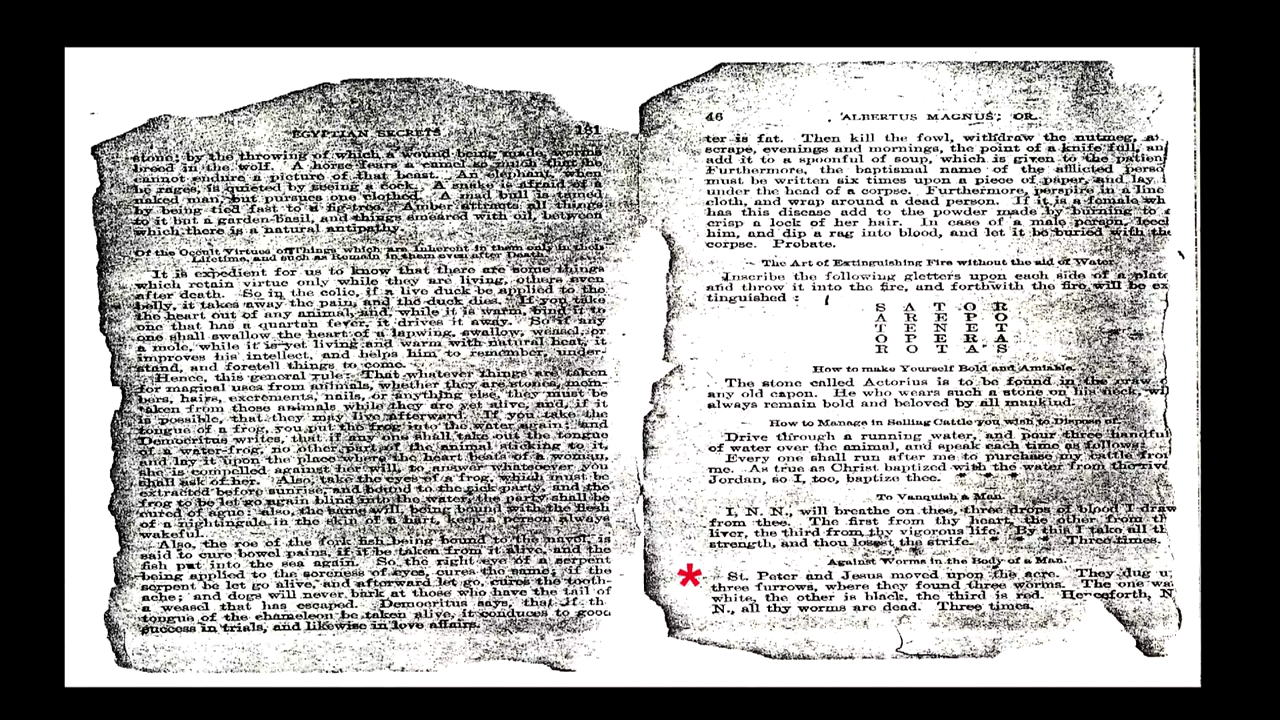 EGYPTIAN SECRETS 181
stone; by the throwing of which a wound being made, worms
breed in the wolf. A horse fears a camel so much that he
cannot endure a picture of that beast. An elephant, when
he rages, is quieted by seeing a cock. A snake is afraid of a
naked man, but pursues one clothed. A mad bull is tamed
by being tied fast to a fig-tree. Amber attracts all things
to it but a garden-basil, and things smeared with oil, between
which there is a natural antipathy.
Of the Occult Virtues of Things which are Inherent in them only in their
Lifetime, and such as Remain in them even after Death.
It is expedient for us to know that there are some things
which retain virtue only while they are living, others even
after death. So in the colic, if a live duck be applied to the
belly, it takes away the pain, and the duck dies. If you take
the heart out of any animal, and, while it is warm, bind it to
one that has a quartan fever, it drives it away. So if any
one shall swallow the heart of a lapwing, swallow, weasel, or
a mole, while it is yet living and warm with natural heat, it
improves his intellect, and helps him to remember, under-
stand, and foretell things to come.
Hence, this general rule: That whatever things are taken
for magical uses from animals, whether they are stones, mem-
bers, hairs, excrements, nails, or anything else, they must be
taken from those animals while they are yet alive, and, if it
is possible, that they may live afterward. If you take the
tongue of a frog, you put the frog into the water again; and
Democritus writes, that if any one shall take out the tongue
of a water-frog, no other part of the animal sticking to it,
and lay it upon the place where the heart beats of a woman,
she is compelled against her will, to answer whatsoever you
shall ask of her. Also, take the eyes of a frog, which must be
extracted before sunrise, and bound to the sick party, and the
frog to be let go again blind into the water, the party shall be
cured of ague; also, the same will, being bound with the flesh
of a nightingale in the skin of a hart, keep a person always
wakeful.
Also, the roe of the fork fish being bound to the navel, is
said to cure bowel pains, if it be taken from it alive, and the
fish put into the sea again. So, the right eye of a serpent
being applied to the soreness of eyes, cures the same, if the
serpent be let go alive, and afterward let go, cures the tooth-
ache; and dogs will never bark at those who have the tail of
a weasel that has escaped. Democritus says, that if th
tongue of the chameleon be taken alive, it conduces to good
success in trials, and likewise in love affairs.
46 'ALBERTUS MAGNUS'; OR,
ter is fat. Then kill the fowl, withdraw the nutmeg, a
scrape, evenings and mornings, the point of a knife full, an
add it to a spoonful of soup, which is given to the patien
Furthermore, the baptismal name of the afflicted perso
must be written six times upon a piece of paper, and lay i
under the head of a corpse. Furthermore, perspire in a line
cloth, and wrap around a dead person. If it is a female wh
has this disease add to the powder made by burning to
crisp a lock of her hair. In case of a male person, leec
him, and dip a rag into blood, and let it be buried with the
corpse. Probate.
The Art of Extinguishing Fire without the aid of Water
Inscribe the following gletters upon each side of a plate
and throw it into the fire, and forthwith the fire will be ex
tinguished:
S A T O R
A R E P O
T E N E T
O P E R A
R O T A S
How to make Yourself Bold and Amiable.
The stone called Actorius is to be found in the craw
any old capon. He who wears such a stone on his neck, wil
always remain bold and beloved by all mankind.
How to Manage in Selling Cattle you wish to Dispose of.
Drive through a running water, and pour three handful
of water over the animal, and speak each time as follows:
Every one shall run after me to purchase my cattle fro
me. As true as Christ baptized with the water from the rive
Jordan, so I, too, baptize thee.
To Vanquish a Man.
I, N. N., will breathe on thee, three drops of blood I draw
from thee. The first from thy heart, the other from th
liver, the third from thy vigorous life. By this I take all t
strength, and thou losest the strife. Three times.
Against Worms in the Body of a Man.
* St. Peter and Jesus moved upon the acre. They dug u
three furrows, where they found three worms. The one wa
white, the other is black, the third is red. Henceforth, N
N., all thy worms are dead. Three times.